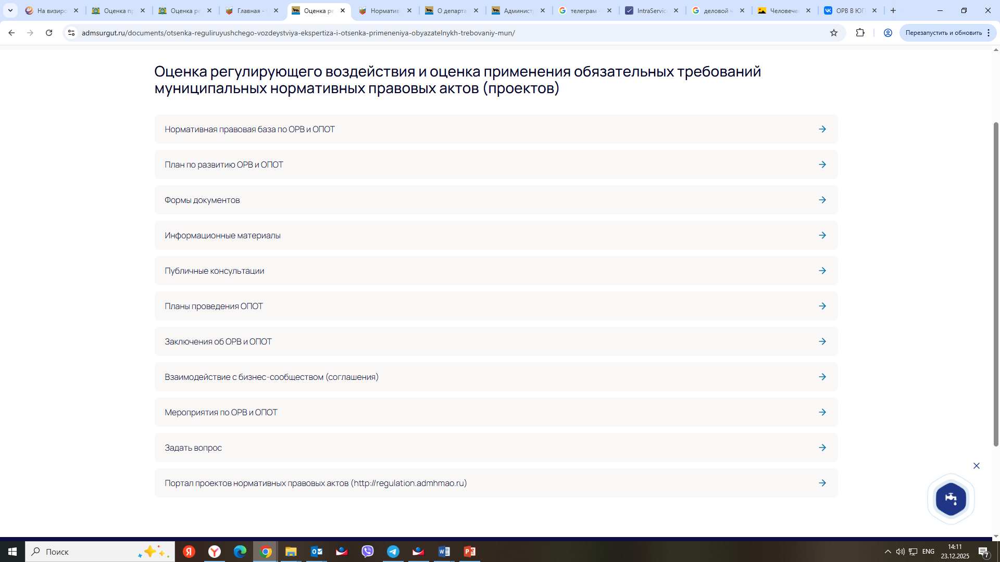 На визиро
Оценка пр
Оценка ре
Главная -
Оценка ре
Норматив
О департа
Админист
телеграм
IntraServic
деловой ч
Человече
ОРВ В ЮГ
admsurgut.ru/documents/otsenka-reguliruyushchego-vozdeystviya-ekspertiza-i-otsenka-primeneniya-obyazatelnykh-trebovaniy-mun/
Перезапустить и обновить
Оценка регулирующего воздействия и оценка применения обязательных требований
муниципальных нормативных правовых актов (проектов)
Нормативная правовая база по ОРВ и ОПОТ
План по развитию ОРВ и ОПОТ
Формы документов
Информационные материалы
Публичные консультации
Планы проведения ОПОТ
Заключения об ОРВ и ОПОТ
Взаимодействие с бизнес-сообществом (соглашения)
Мероприятия по ОРВ и ОПОТ
Задать вопрос
Портал проектов нормативных правовых актов (http://regulation.admhmao.ru)
Поиск
ENG
14:11
23.12.2025
7